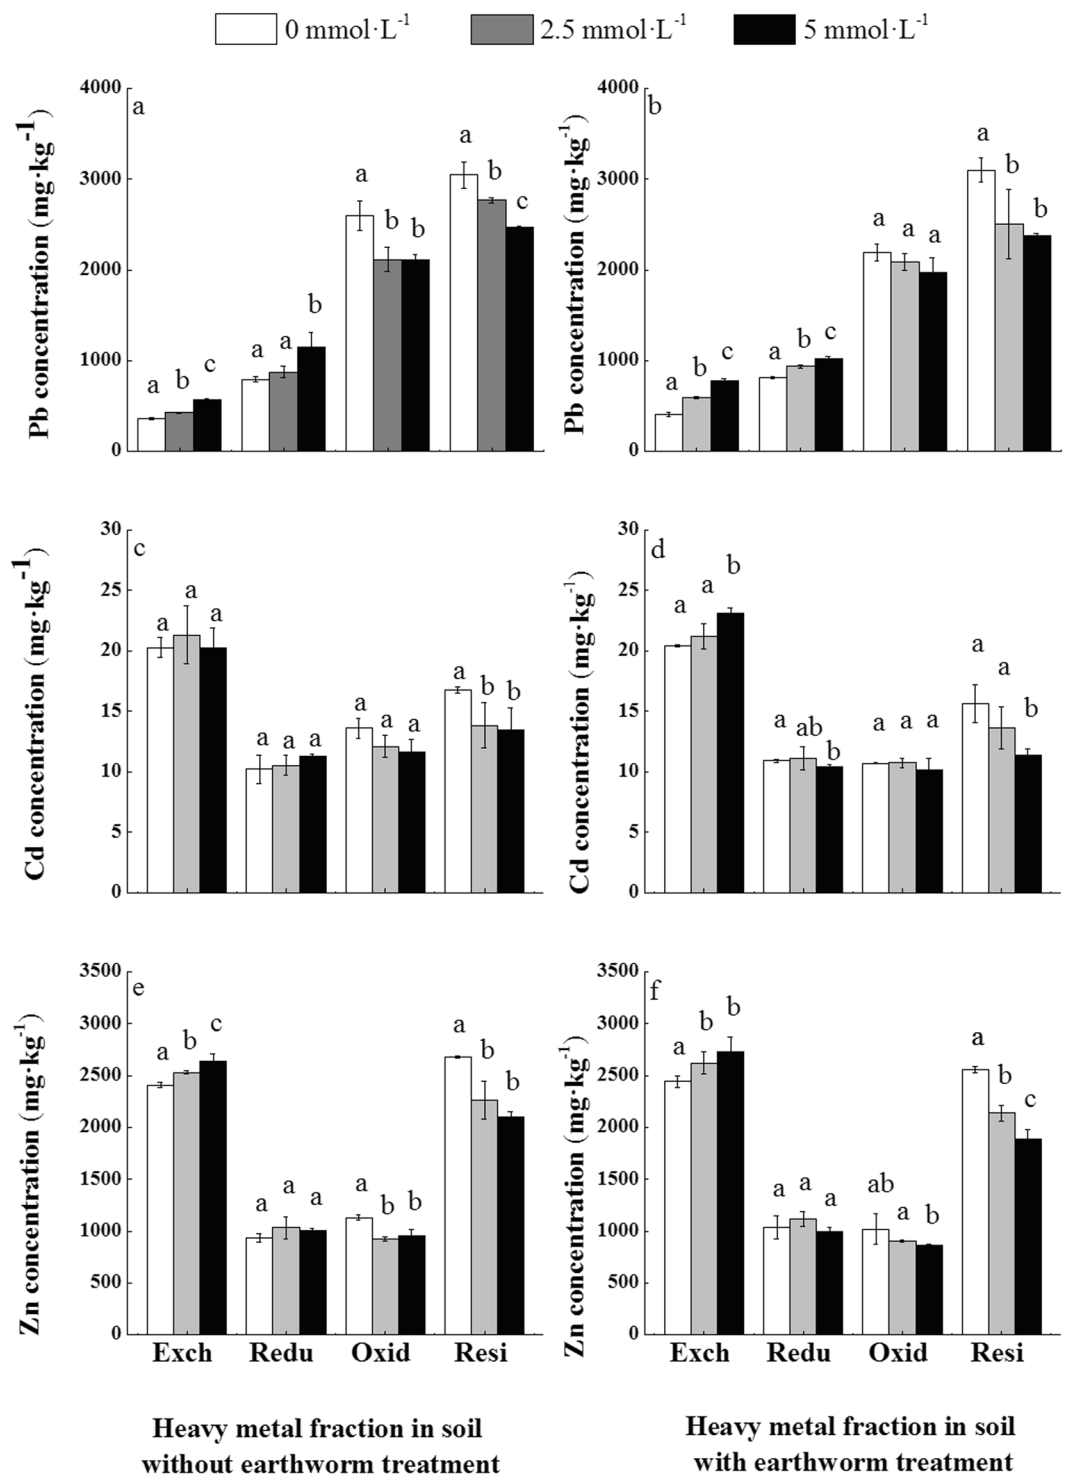 0 mmol·L⁻¹ 2.5 mmol·L⁻¹ 5 mmol·L⁻¹
Pb concentration (mg·kg⁻¹)
4000
3000
2000
1000
0
a
a b c
a a b
a b b
a b c
Pb concentration (mg·kg⁻¹)
4000
3000
2000
1000
0
b
a b c
a b c
a a a
a b b
Cd concentration (mg·kg⁻¹)
30
25
20
15
10
5
0
c
a a a
a a a
a a a
a b b
Cd concentration (mg·kg⁻¹)
30
25
20
15
10
5
0
d
a a b
a ab b
a a a
a a b
Zn concentration (mg·kg⁻¹)
3500
3000
2500
2000
1500
1000
500
0
e
a b c
a a a
a b b
a b b
Exch Redu Oxid Resi
Heavy metal fraction in soil
without earthworm treatment
Zn concentration (mg·kg⁻¹)
3500
3000
2500
2000
1500
1000
500
0
f
a b b
a a a
ab a b
a b c
Exch Redu Oxid Resi
Heavy metal fraction in soil
with earthworm treatment